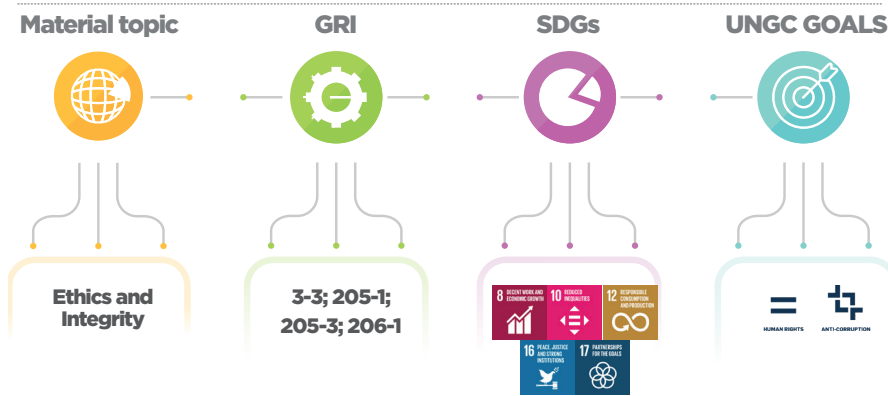 Material topic
GRI
SDGs
UNGC GOALS
Ethics and
Integrity
3-3; 205-1;
205-3; 206-1
8 DECENT WORK AND
ECONOMIC GROWTH
10 REDUCED
INEQUALITIES
12 RESPONSIBLE
CONSUMPTION
AND PRODUCTION
16 PEACE, JUSTICE
AND STRONG
INSTITUTIONS
17 PARTNERSHIPS
FOR THE GOALS
HUMAN RIGHTS
ANTI-CORRUPTION